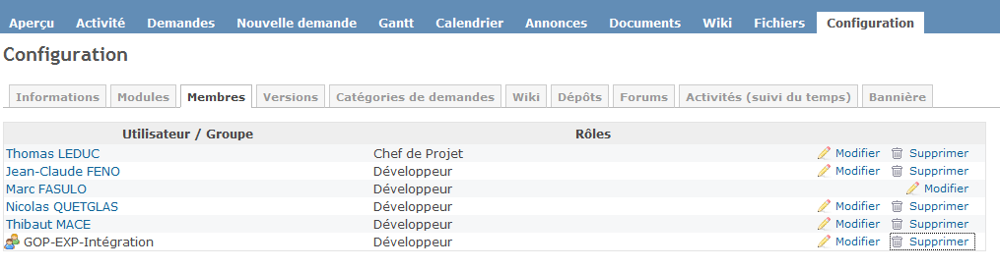 Aperçu Activité Demandes Nouvelle demande Gantt Calendrier Annonces Documents Wiki Fichiers Configuration
Configuration
Informations Modules Membres Versions Catégories de demandes Wiki Dépôts Forums Activités (suivi du temps) Bannière
Utilisateur / Groupe Rôles
Thomas LEDUC Chef de Projet Modifier Supprimer
Jean-Claude FENO Développeur Modifier Supprimer
Marc FASULO Développeur Modifier
Nicolas QUETGLAS Développeur Modifier Supprimer
Thibaut MACE Développeur Modifier Supprimer
GOP-EXP-Intégration Développeur Modifier Supprimer